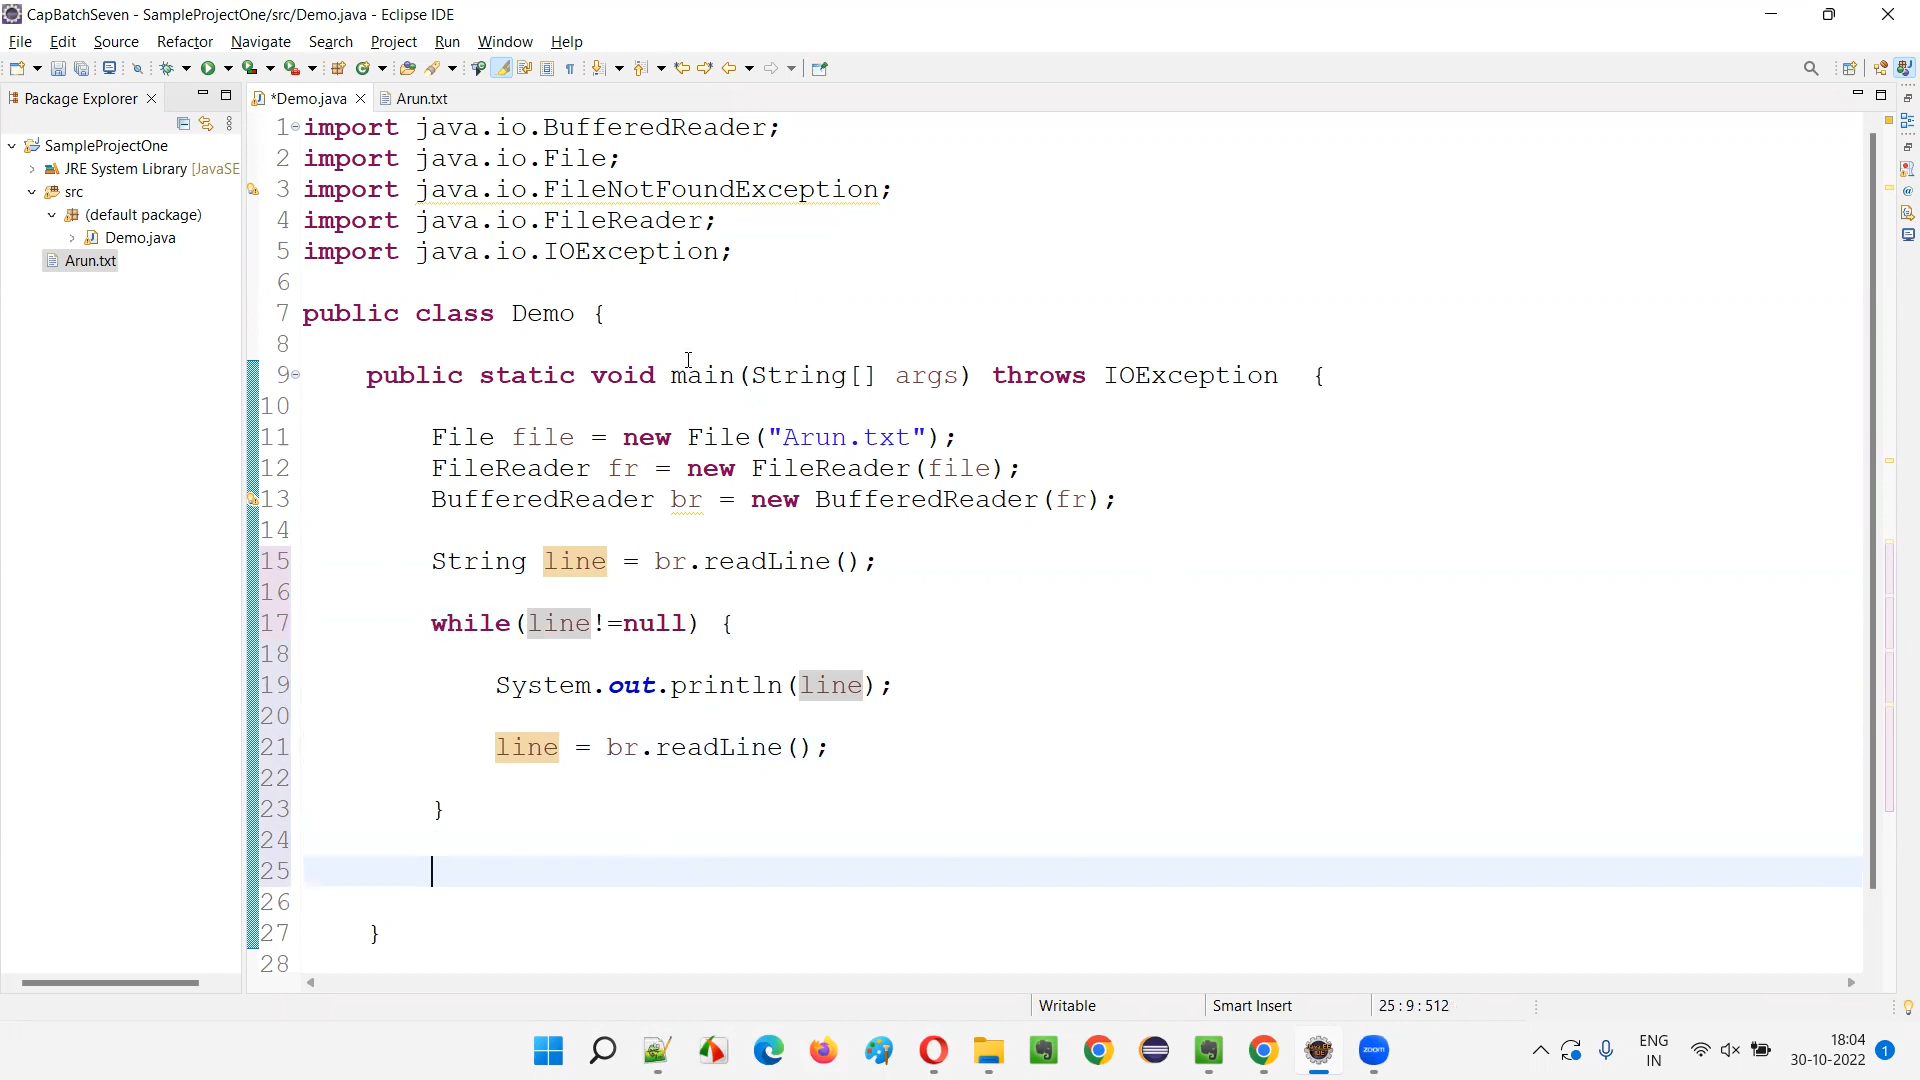 CapBatchSeven - SampleProjectOne/src/Demo.java - Eclipse IDE
File Edit Source Refactor Navigate Search Project Run Window Help
Package Explorer
*Demo.java
Arun.txt
SampleProjectOne
JRE System Library [JavaSE
src
(default package)
Demo.java
Arun.txt
1 import java.io.BufferedReader;
2 import java.io.File;
3 import java.io.FileNotFoundException;
4 import java.io.FileReader;
5 import java.io.IOException;
6
7 public class Demo {
8
9 public static void main(String[] args) throws IOException {
10
11 File file = new File("Arun.txt");
12 FileReader fr = new FileReader(file);
13 BufferedReader br = new BufferedReader(fr);
14
15 String line = br.readLine();
16
17 while(line!=null) {
18
19 System.out.println(line);
20
21 line = br.readLine();
22
23 }
24
25
26
27 }
28
Writable
Smart Insert
25 : 9 : 512
zoom
ENG
IN
18:04
30-10-2022
1